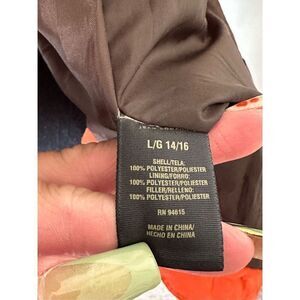 L/G 14/16
SHELL/TELA:
100% POLYESTER/POLIESTER
LINING/FORRO:
100% POLYESTER/POLIESTER
FILLER/RELLENO:
100% POLYESTER/POLIESTER
RN 94615
MADE IN CHINA/
HECHO EN CHINA